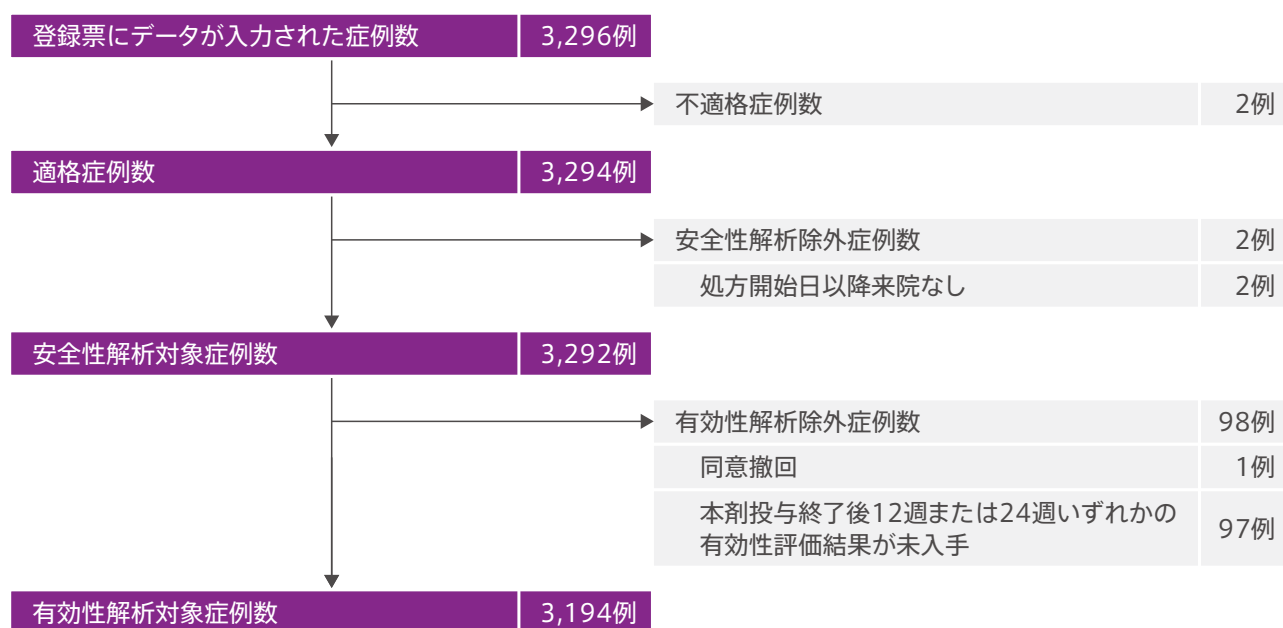 登録票にデータが入力された症例数 3,296例
不適格症例数 2例
適格症例数 3,294例
安全性解析除外症例数 2例
処方開始日以降来院なし 2例
安全性解析対象症例数 3,292例
有効性解析除外症例数 98例
同意撤回 1例
本剤投与終了後12週または24週いずれかの
有効性評価結果が未入手 97例
有効性解析対象症例数 3,194例